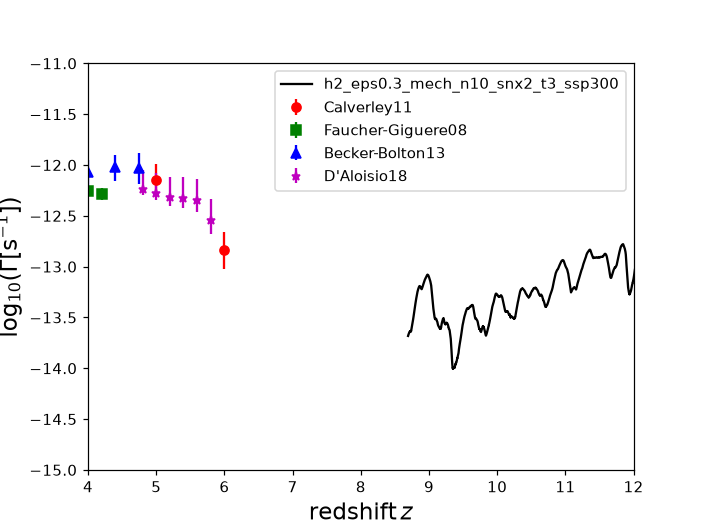 −11.0
−11.5
−12.0
−12.5
−13.0
−13.5
−14.0
−14.5
−15.0
log₁₀(Γ[s⁻¹])
h2_eps0.3_mech_n10_snx2_t3_ssp300
Calverley11
Faucher-Giguere08
Becker-Bolton13
D'Aloisio18
4 5 6 7 8 9 10 11 12
redshift z